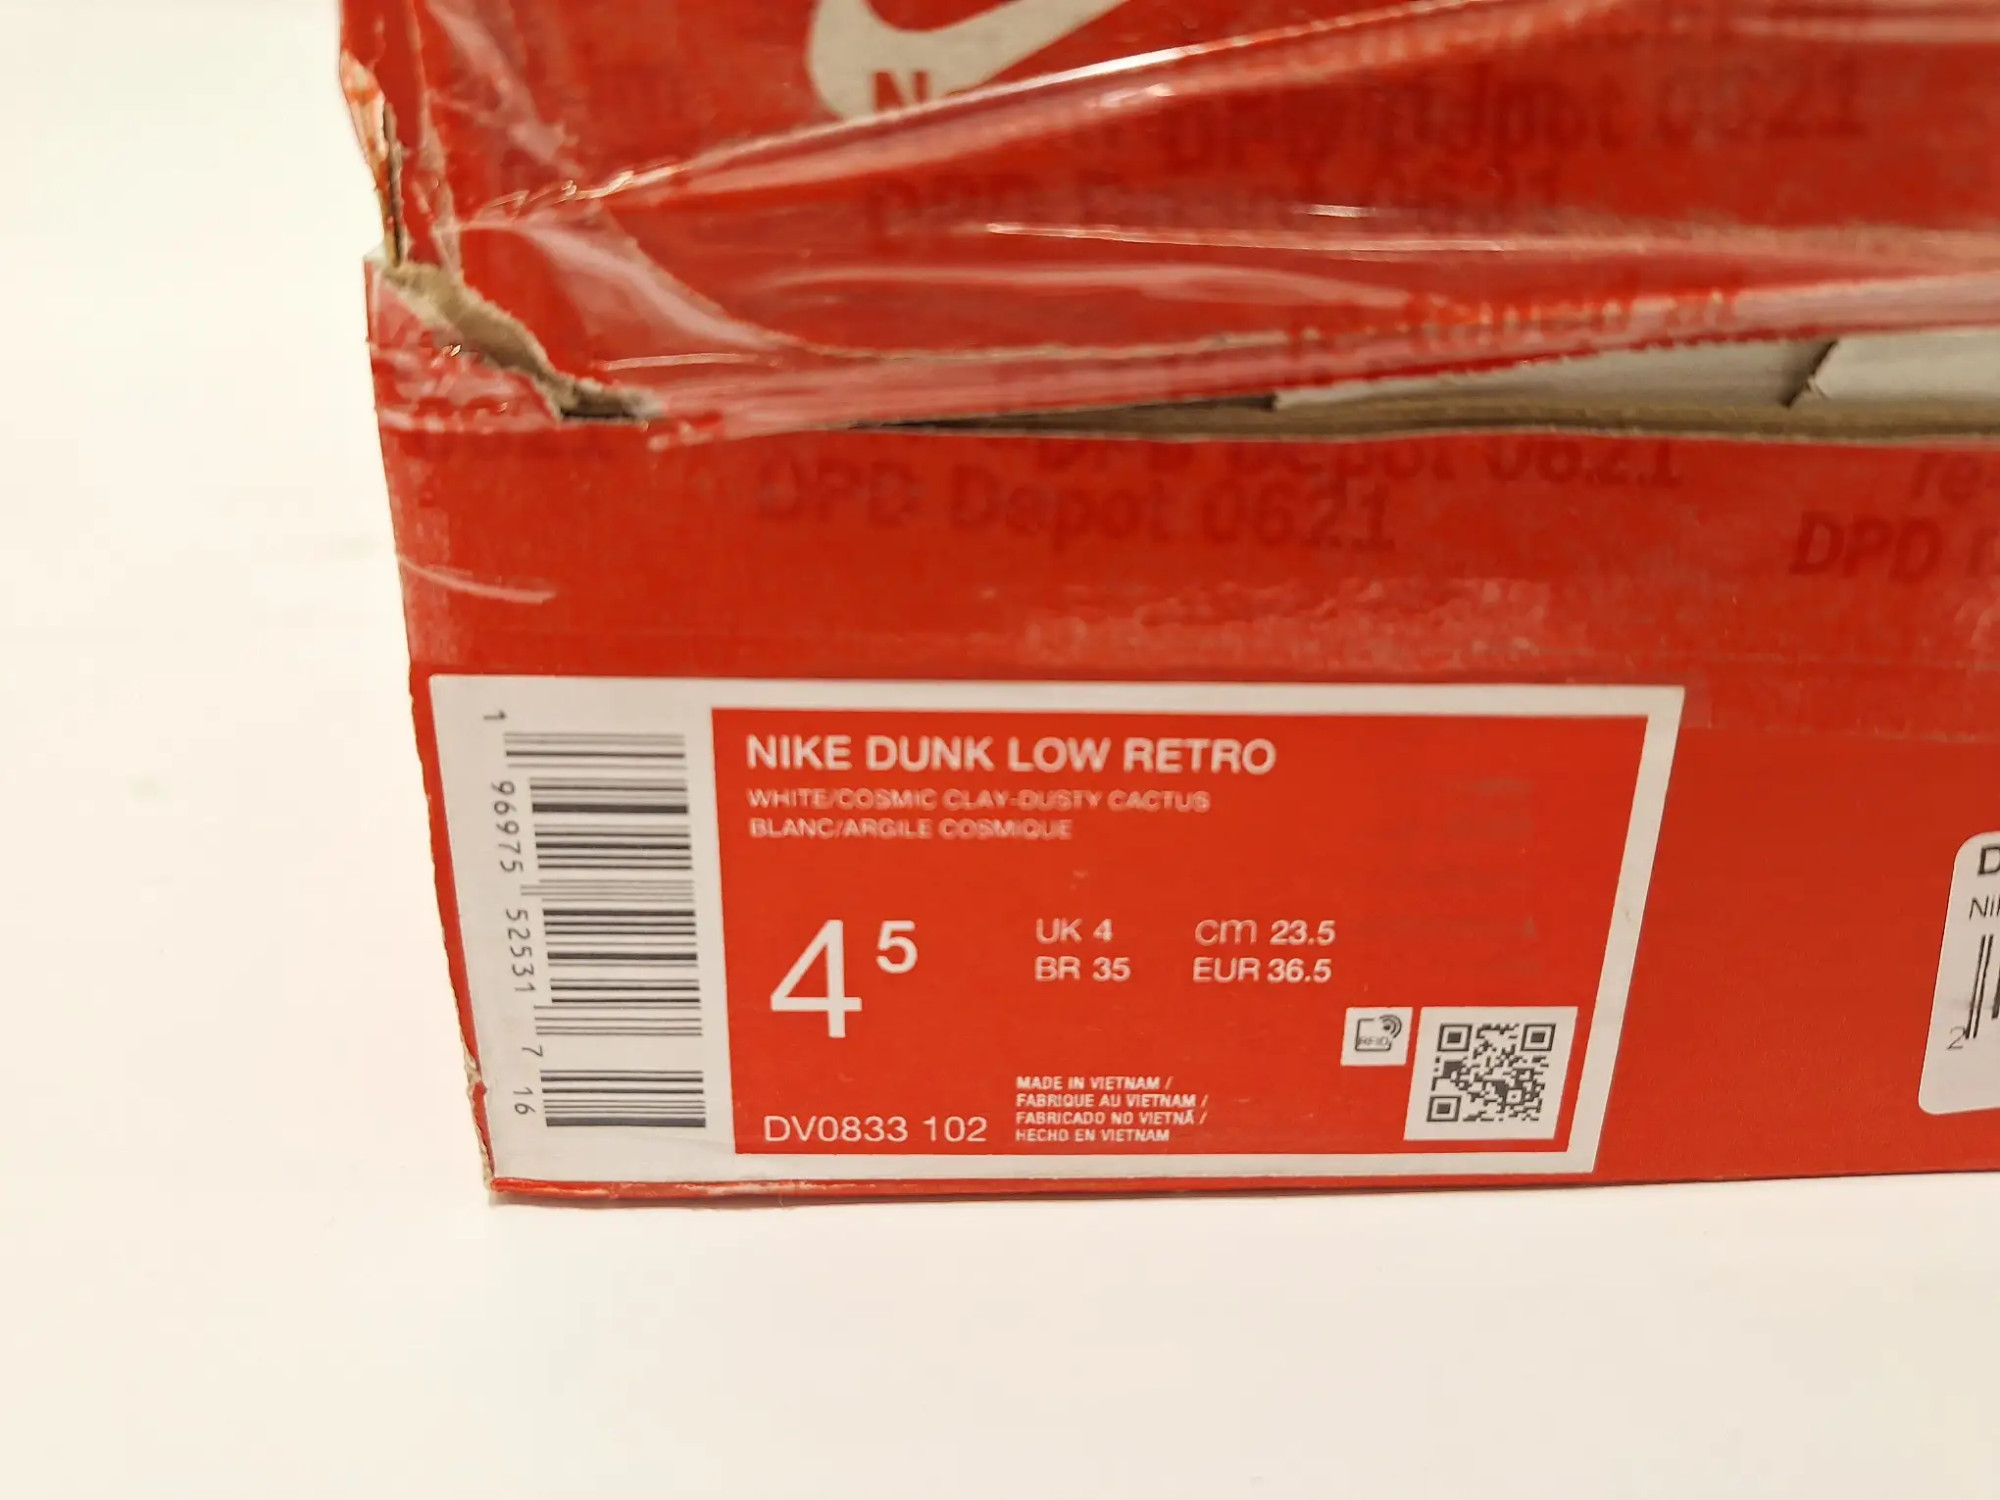 DPD Depot 0621
DPD Depot 0621
DPD
NIKE DUNK LOW RETRO
WHITE/COSMIC CLAY-DUSTY CACTUS
BLANC/ARGILE COSMIQUE
4 5
UK 4 cm 23.5
BR 35 EUR 36.5
RFID
MADE IN VIETNAM /
FABRIQUE AU VIETNAM /
FABRICADO NO VIETNÃ /
HECHO EN VIETNAM
DV0833 102
1 96975 52531 7 16